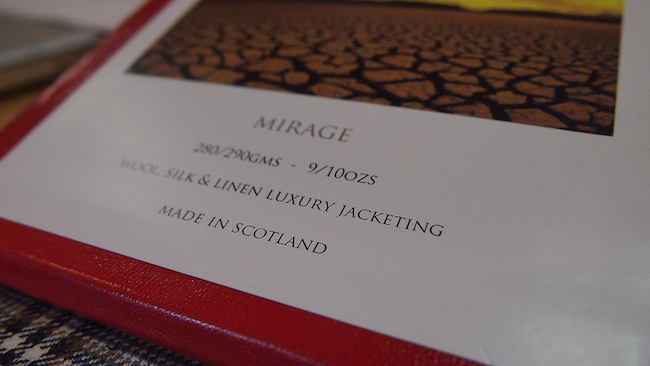 MIRAGE
280/290GMS - 9/10OZS
WOOL, SILK & LINEN LUXURY JACKETING
MADE IN SCOTLAND